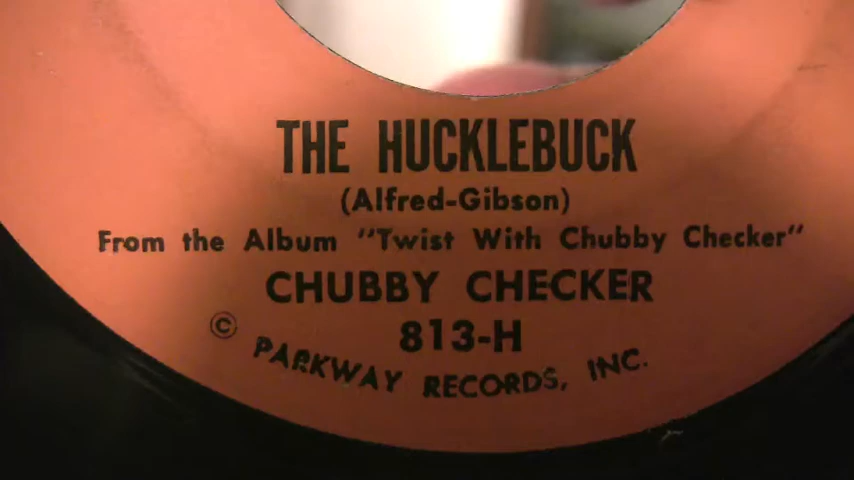 THE HUCKLEBUCK
(Alfred-Gibson)
From the Album "Twist With Chubby Checker"
CHUBBY CHECKER
813-H
© PARKWAY RECORDS, INC.